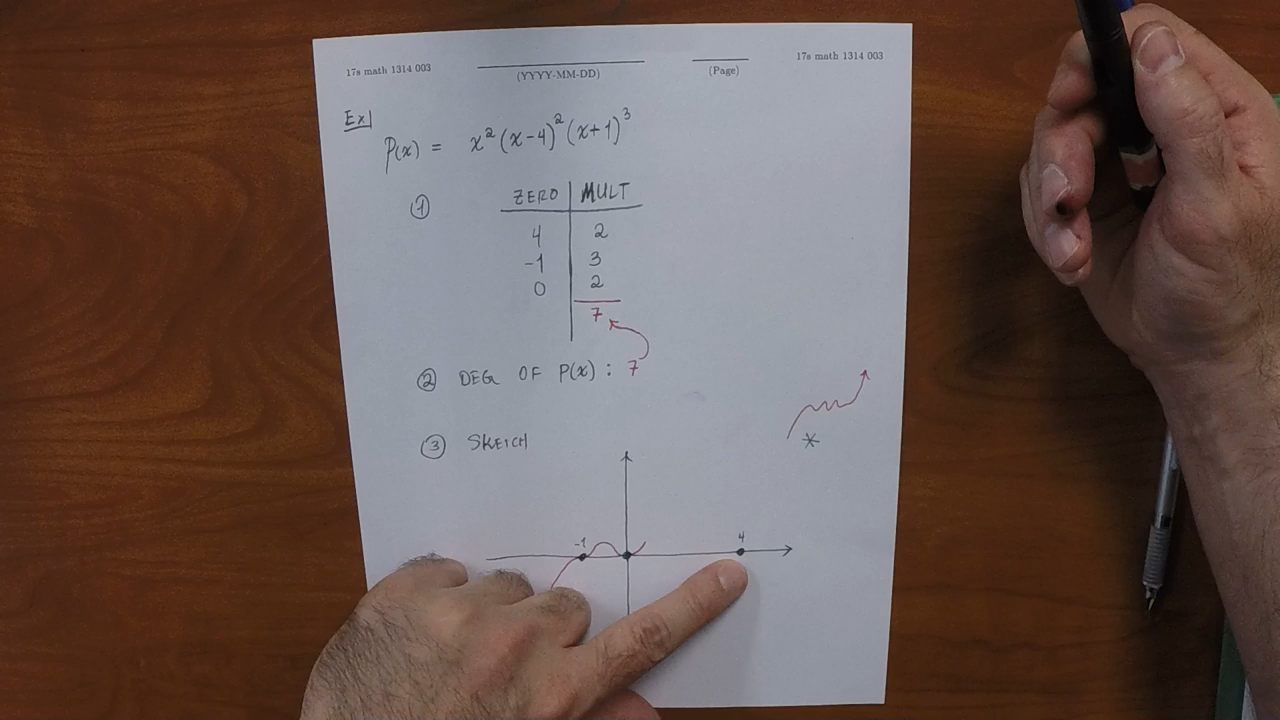 17s math 1314 003 (YYYY-MM-DD) (Page) 17s math 1314 003
Ex1
P(x) = x²(x-4)²(x+1)³
① ZERO MULT
4 2
-1 3
0 2
7
② DEG OF P(x) : 7
③ SKETCH
*
-1 4